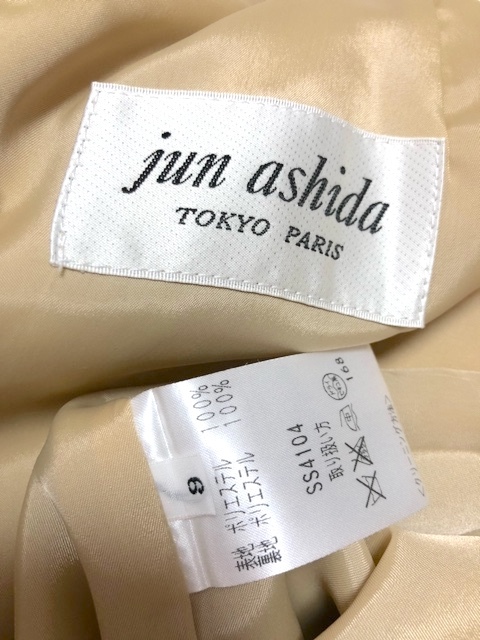 jun ashida
TOKYO PARIS
9
表地 ポリエステル 100%
裏地 ポリエステル 100%
SS4104
取り扱い方
168